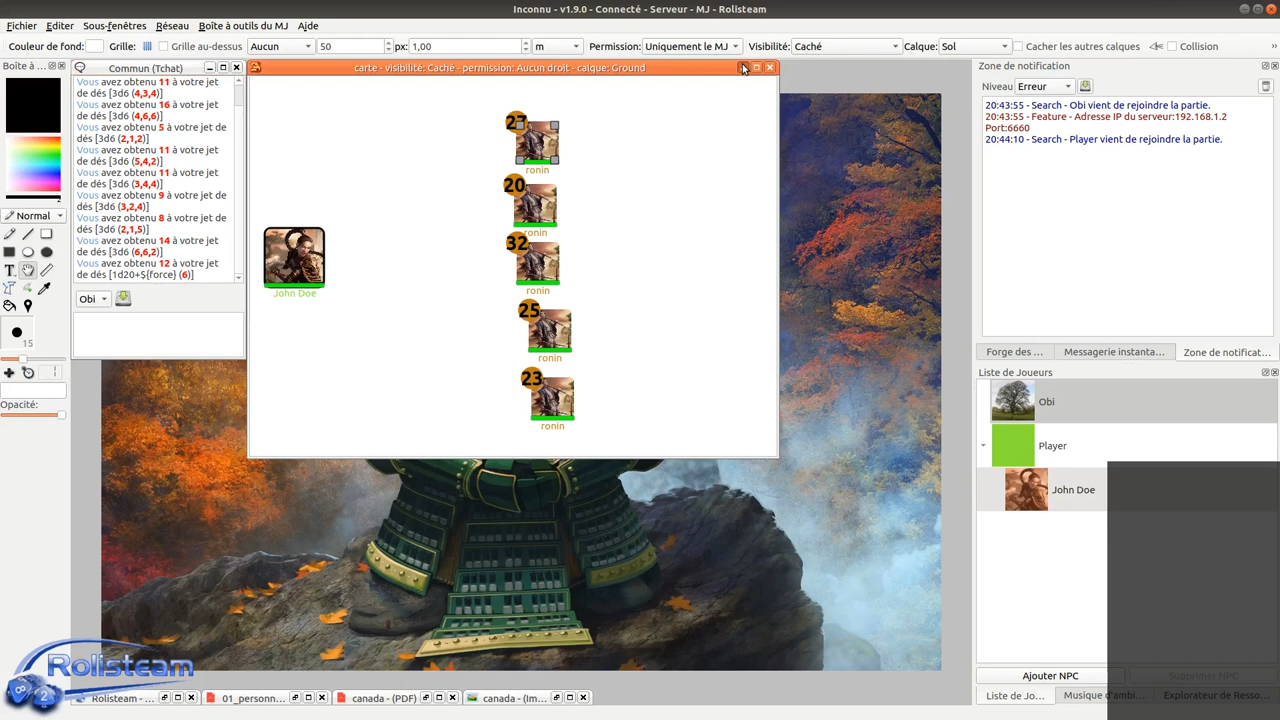 Inconnu - v1.9.0 - Connecté - Serveur - MJ - Rolisteam
Fichier Editer Sous-fenêtres Réseau Boîte à outils du MJ Aide
Couleur de fond: Grille: Grille au-dessus Aucun 50 px: 1,00 m Permission: Uniquement le MJ Visibilité: Caché Calque: Sol Cacher les autres calques Collision »
Boîte à...
Normal
15
Opacité:
Commun (Tchat)
Vous avez obtenu 11 à votre jet
de dés [3d6 (4,3,4)]
Vous avez obtenu 16 à votre jet
de dés [3d6 (4,6,6)]
Vous avez obtenu 5 à votre jet
de dés [3d6 (2,1,2)]
Vous avez obtenu 11 à votre jet
de dés [3d6 (5,4,2)]
Vous avez obtenu 11 à votre jet
de dés [3d6 (3,4,4)]
Vous avez obtenu 9 à votre jet
de dés [3d6 (3,2,4)]
Vous avez obtenu 8 à votre jet
de dés [3d6 (2,1,5)]
Vous avez obtenu 14 à votre jet
de dés [3d6 (6,6,2)]
Vous avez obtenu 12 à votre jet
de dés [1d20+${force} (6)]
Obi
carte - visibilité: Caché - permission: Aucun droit - calque: Ground
27
ronin
20
ronin
32
ronin
25
ronin
23
ronin
John Doe
Zone de notification
Niveau Erreur
20:43:55 - Search - Obi vient de rejoindre la partie.
20:43:55 - Feature - Adresse IP du serveur:192.168.1.2
Port:6660
20:44:10 - Search - Player vient de rejoindre la partie.
Forge des ... Messagerie instanta... Zone de notificat...
Liste de Joueurs
Obi
Player
John Doe
Ajouter NPC Supprimer NPC
Liste de Jo... Musique d'ambi... Explorateur de Resso...
Rolisteam
8 2
Rolisteam - ... 01_personn... canada - (PDF) canada - (Im...